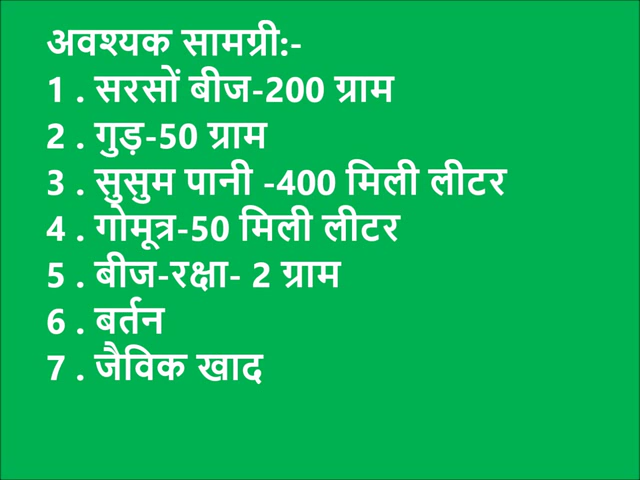 अवश्यक सामग्री:-
1 . सरसों बीज-200 ग्राम
2 . गुड़-50 ग्राम
3 . सुसुम पानी -400 मिली लीटर
4 . गोमूत्र-50 मिली लीटर
5 . बीज-रक्षा- 2 ग्राम
6 . बर्तन
7 . जैविक खाद